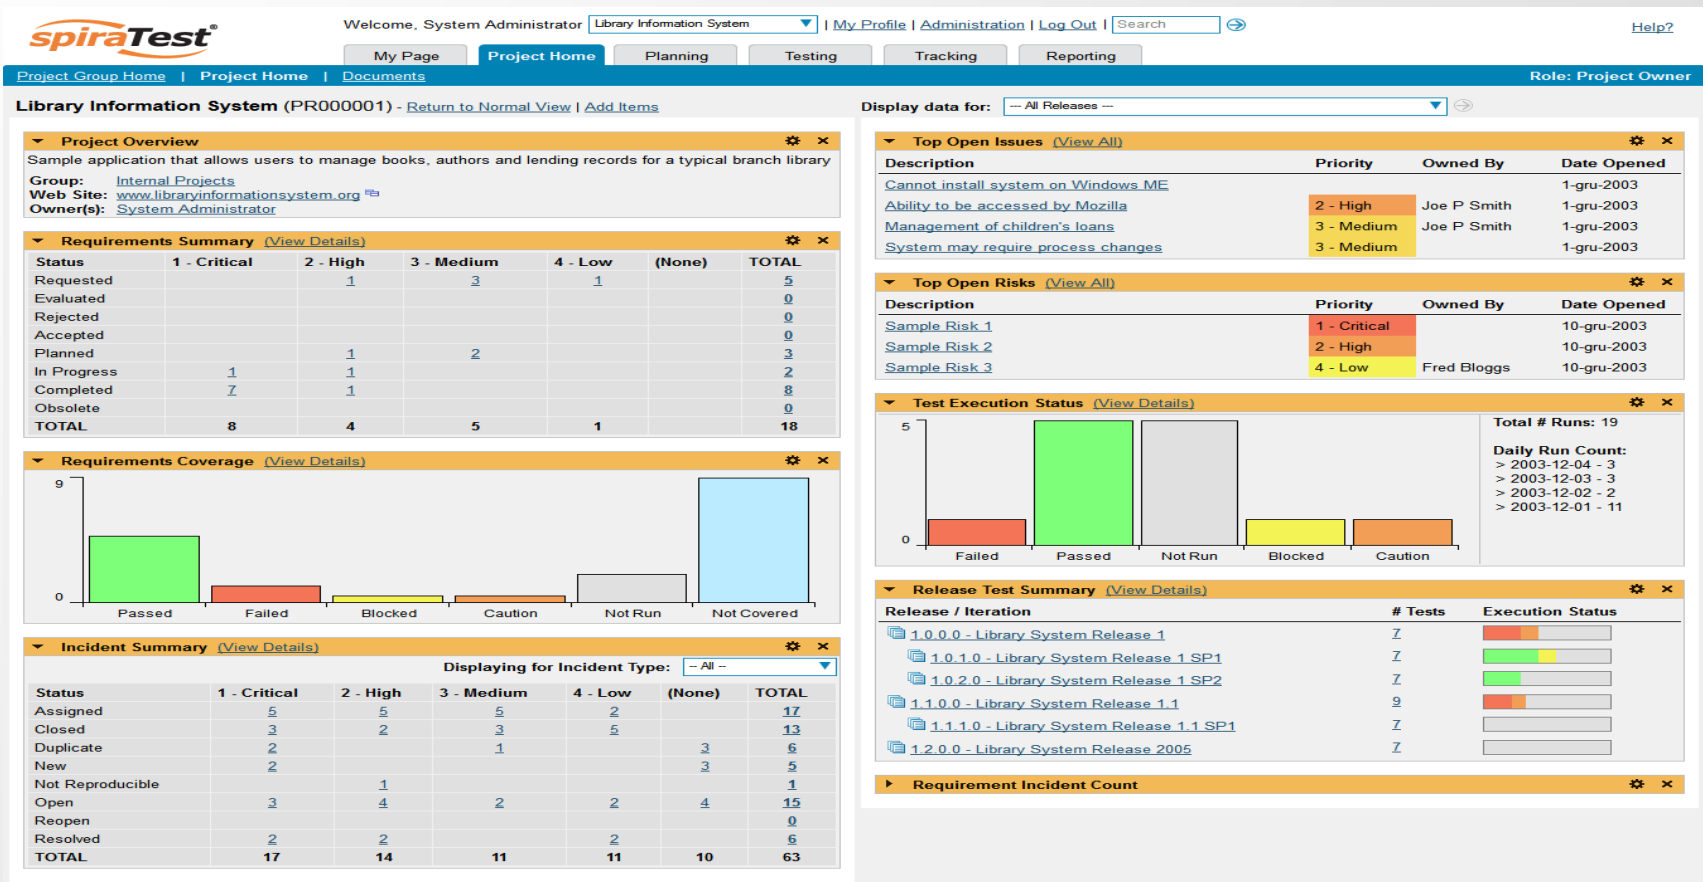 spiraTest®
Welcome, System Administrator Library Information System | My Profile | Administration | Log Out | Search
Help?
My Page Project Home Planning Testing Tracking Reporting
Project Group Home | Project Home | Documents Role: Project Owner
Library Information System (PR000001) - Return to Normal View | Add Items
Display data for: -- All Releases --
Project Overview
Sample application that allows users to manage books, authors and lending records for a typical branch library
Group: Internal Projects
Web Site: www.libraryinformationsystem.org
Owner(s): System Administrator
Requirements Summary (View Details)
Status 1 - Critical 2 - High 3 - Medium 4 - Low (None) TOTAL
Requested 1 3 1 5
Evaluated 0
Rejected 0
Accepted 0
Planned 1 2 3
In Progress 1 1 2
Completed 7 1 8
Obsolete 0
TOTAL 8 4 5 1 18
Requirements Coverage (View Details)
9
0
Passed Failed Blocked Caution Not Run Not Covered
Incident Summary (View Details)
Displaying for Incident Type: -- All --
Status 1 - Critical 2 - High 3 - Medium 4 - Low (None) TOTAL
Assigned 5 5 5 2 17
Closed 3 2 3 5 13
Duplicate 2 1 3 6
New 2 3 5
Not Reproducible 1 1
Open 3 4 2 2 4 15
Reopen 0
Resolved 2 2 2 6
TOTAL 17 14 11 11 10 63
Top Open Issues (View All)
Description Priority Owned By Date Opened
Cannot install system on Windows ME 1-gru-2003
Ability to be accessed by Mozilla 2 - High Joe P Smith 1-gru-2003
Management of children's loans 3 - Medium Joe P Smith 1-gru-2003
System may require process changes 3 - Medium 1-gru-2003
Top Open Risks (View All)
Description Priority Owned By Date Opened
Sample Risk 1 1 - Critical 10-gru-2003
Sample Risk 2 2 - High 10-gru-2003
Sample Risk 3 4 - Low Fred Bloggs 10-gru-2003
Test Execution Status (View Details)
5
0
Failed Passed Not Run Blocked Caution
Total # Runs: 19
Daily Run Count:
> 2003-12-04 - 3
> 2003-12-03 - 3
> 2003-12-02 - 2
> 2003-12-01 - 11
Release Test Summary (View Details)
Release / Iteration # Tests Execution Status
1.0.0.0 - Library System Release 1 7
1.0.1.0 - Library System Release 1 SP1 7
1.0.2.0 - Library System Release 1 SP2 7
1.1.0.0 - Library System Release 1.1 9
1.1.1.0 - Library System Release 1.1 SP1 7
1.2.0.0 - Library System Release 2005 7
Requirement Incident Count